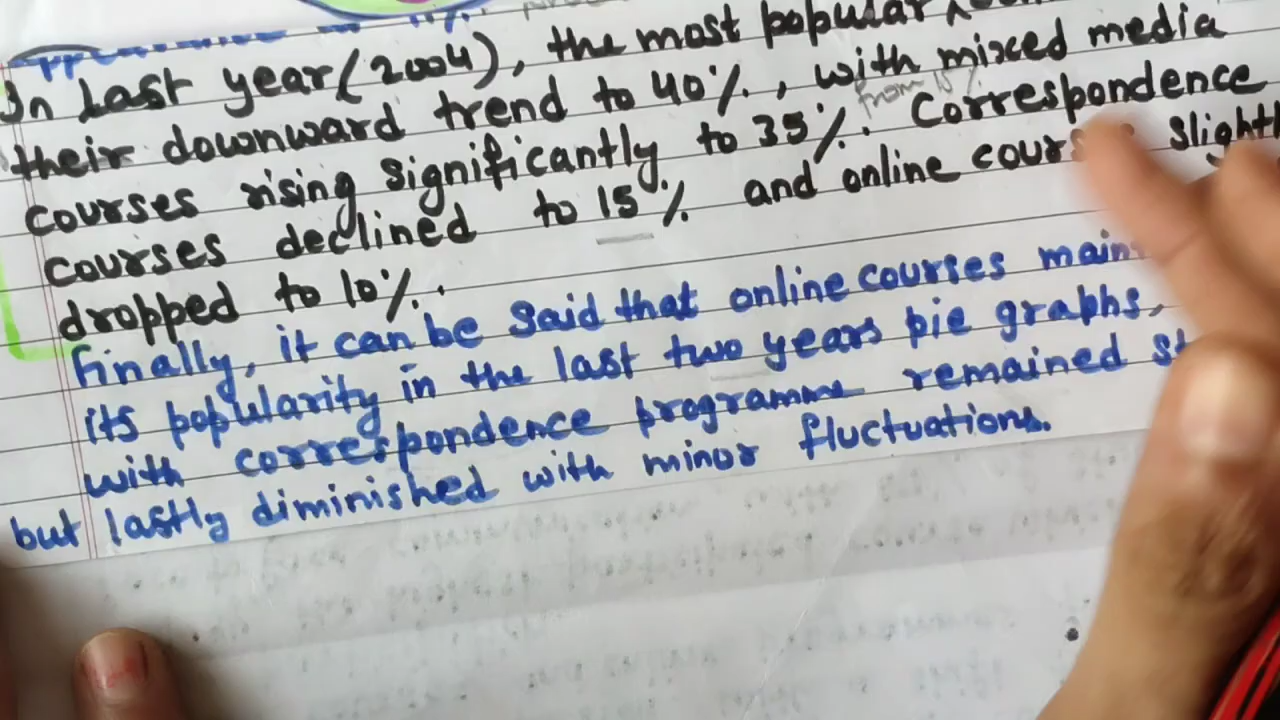 In Last year(2004), the most popular
their downward trend to 40%., with mixed media
from 15%
courses rising significantly to 35%. Correspondence
courses declined to 15% and online
dropped to 10%.
Finally, it can be said that online courses
its popularity in the last two years pie graphs,
with correspondence programme remained
but lastly diminished with minor fluctuations.